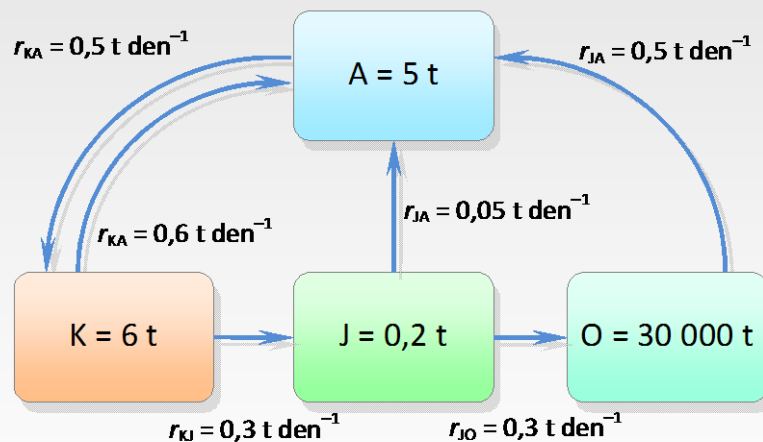 r_KA = 0,5 t den⁻¹
A = 5 t
r_JA = 0,5 t den⁻¹
r_KA = 0,6 t den⁻¹
r_JA = 0,05 t den⁻¹
K = 6 t
J = 0,2 t
O = 30 000 t
r_KJ = 0,3 t den⁻¹
r_JO = 0,3 t den⁻¹